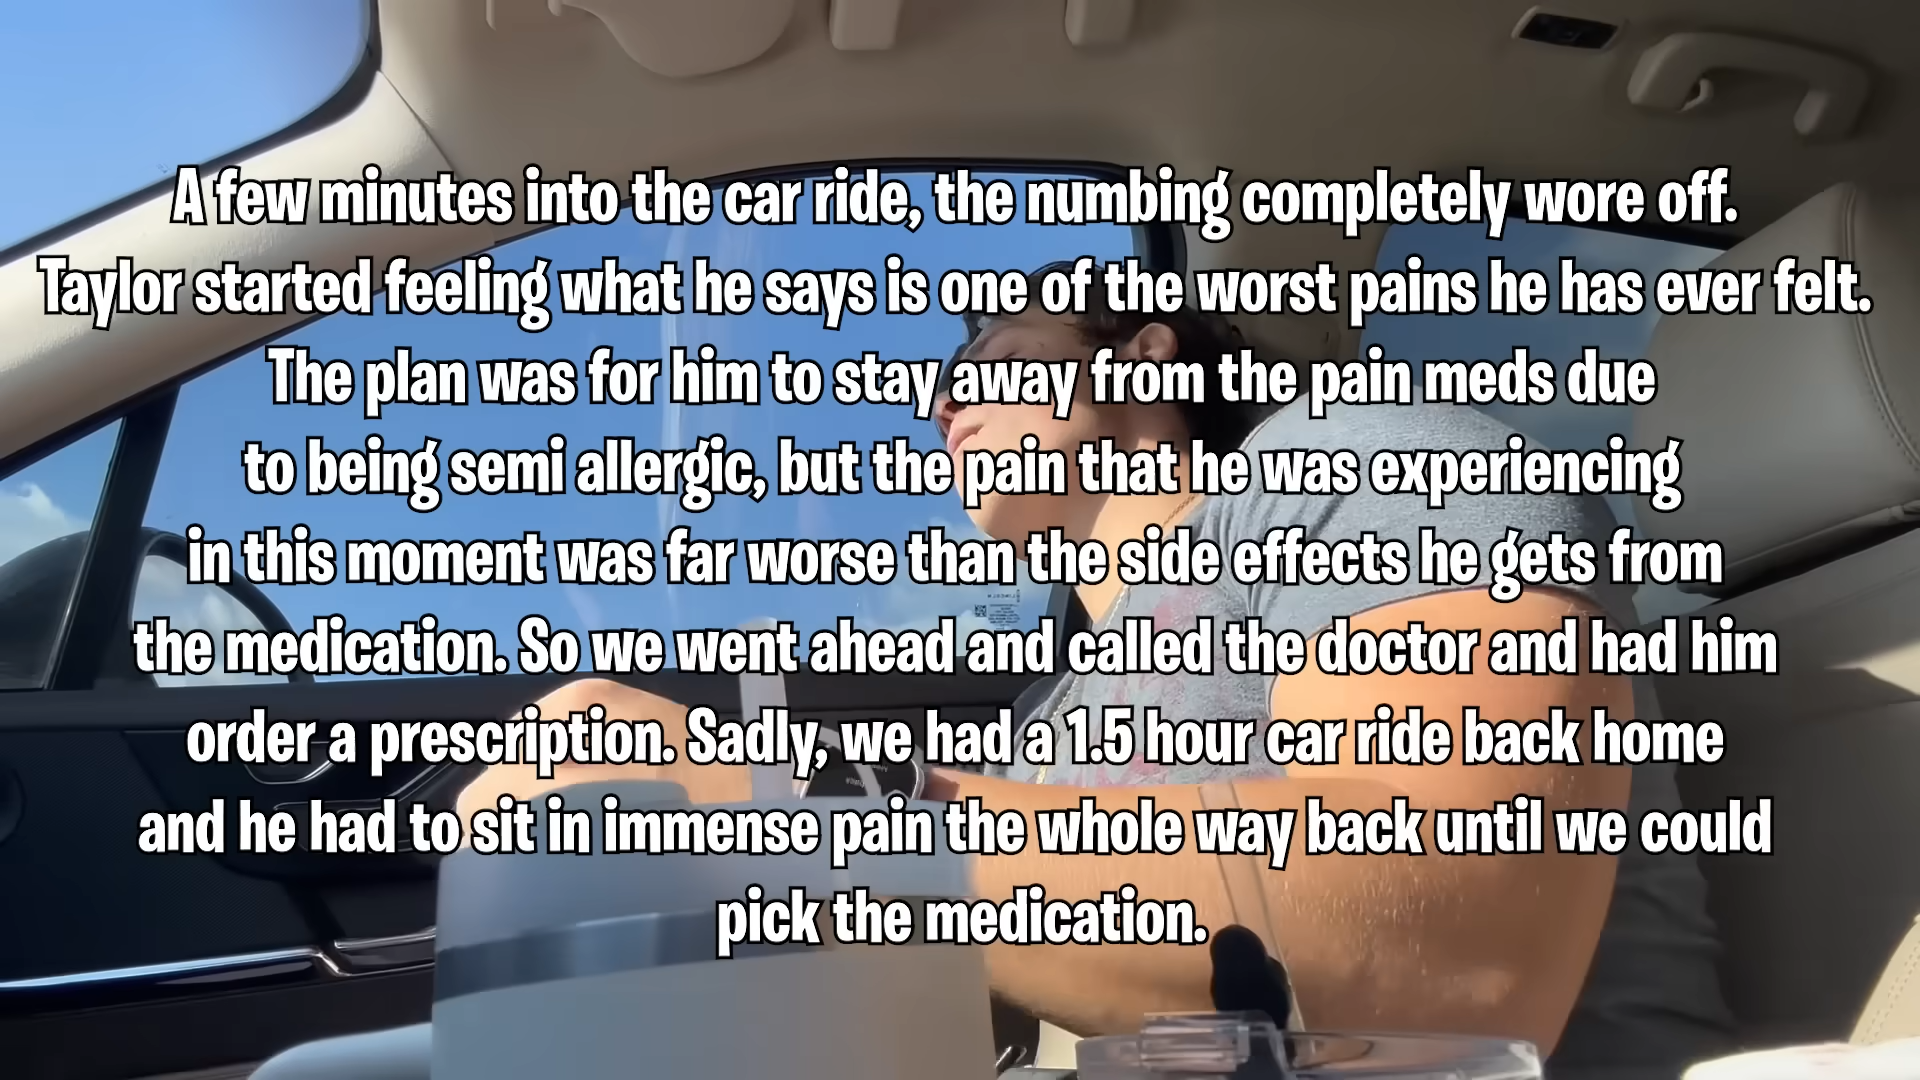 A few minutes into the car ride, the numbing completely wore off.
Taylor started feeling what he says is one of the worst pains he has ever felt.
The plan was for him to stay away from the pain meds due
to being semi allergic, but the pain that he was experiencing
in this moment was far worse than the side effects he gets from
the medication. So we went ahead and called the doctor and had him
order a prescription. Sadly, we had a 1.5 hour car ride back home
and he had to sit in immense pain the whole way back until we could
pick the medication.